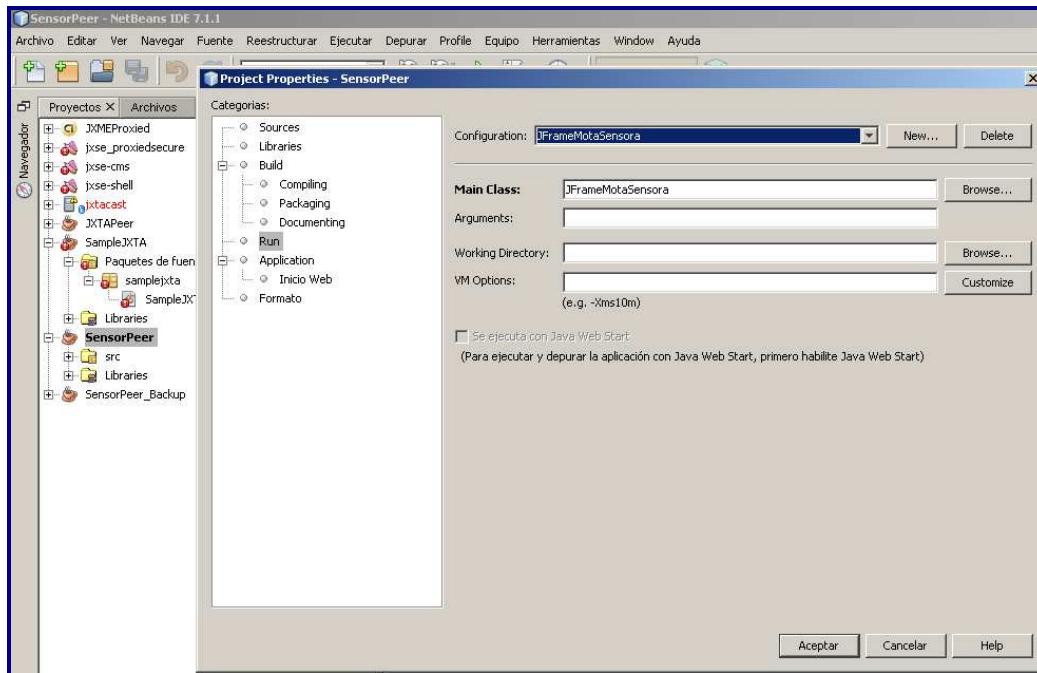 SensorPeer - NetBeans IDE 7.1.1
Archivo Editar Ver Navegar Fuente Reestructurar Ejecutar Depurar Profile Equipo Herramientas Window Ayuda
Project Properties - SensorPeer
Navegador
Proyectos Archivos
JXMEProxied
jxse_proxiedsecure
jxse-cms
jxse-shell
jxtacast
JXTAPeer
SampleJXTA
Paquetes de fuen
samplejxta
SampleJXT
Libraries
SensorPeer
src
Libraries
SensorPeer_Backup
Categorías:
Sources
Libraries
Build
Compiling
Packaging
Documenting
Run
Application
Inicio Web
Formato
Configuration: JFrameMotaSensora New... Delete
Main Class: JFrameMotaSensora Browse...
Arguments:
Working Directory: Browse...
VM Options: Customize
(e.g. -Xms10m)
Se ejecuta con Java Web Start
(Para ejecutar y depurar la aplicación con Java Web Start, primero habilite Java Web Start)
Aceptar Cancelar Help